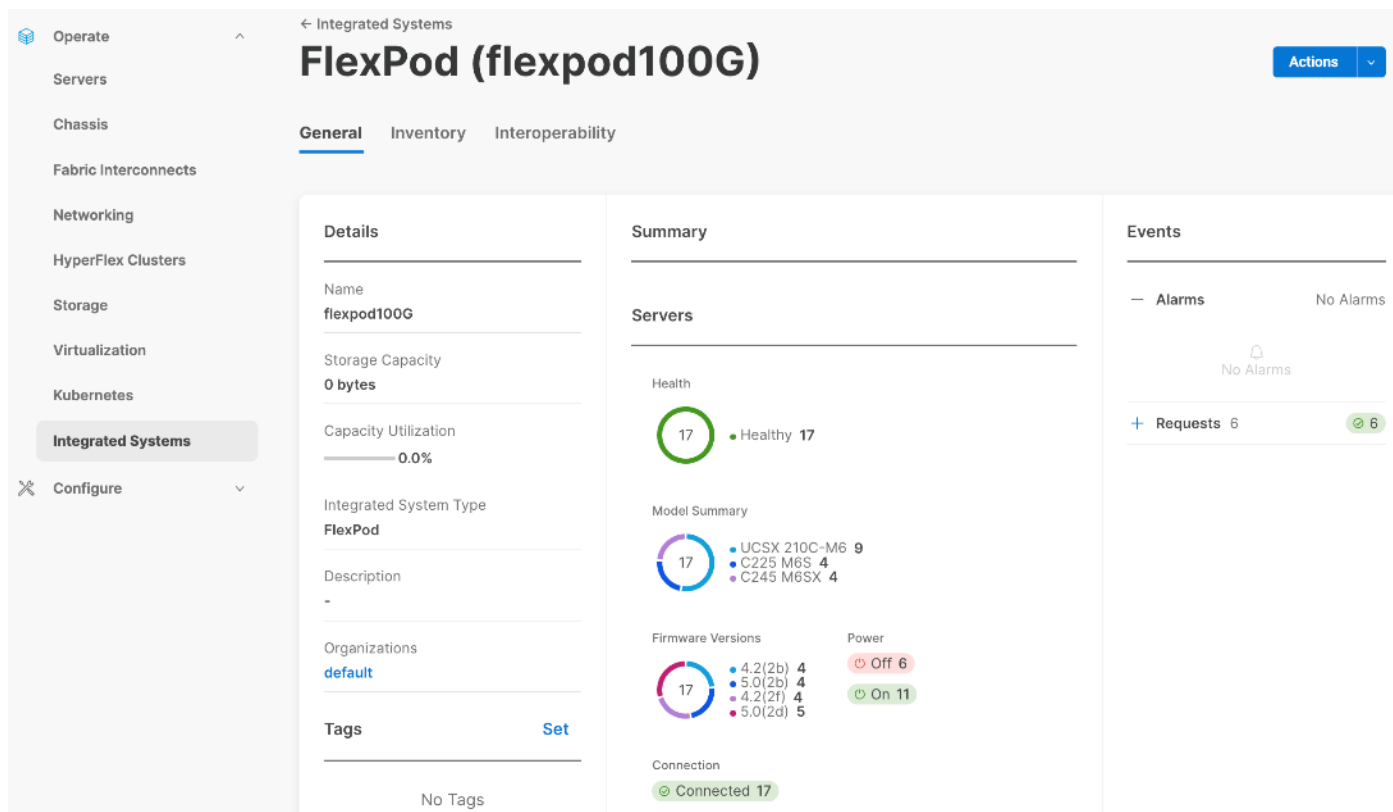 Operate
Servers
Chassis
Fabric Interconnects
Networking
HyperFlex Clusters
Storage
Virtualization
Kubernetes
Integrated Systems
Configure
← Integrated Systems
FlexPod (flexpod100G)
Actions
General Inventory Interoperability
Details
Name
flexpod100G
Storage Capacity
0 bytes
Capacity Utilization
0.0%
Integrated System Type
FlexPod
Description
-
Organizations
default
Tags Set
No Tags
Summary
Servers
Health
17
Healthy 17
Model Summary
17
UCSX 210C-M6 9
C225 M6S 4
C245 M6SX 4
Firmware Versions
17
4.2(2b) 4
5.0(2b) 4
4.2(2f) 4
5.0(2d) 5
Power
Off 6
On 11
Connection
Connected 17
Events
Alarms No Alarms
No Alarms
Requests 6 6